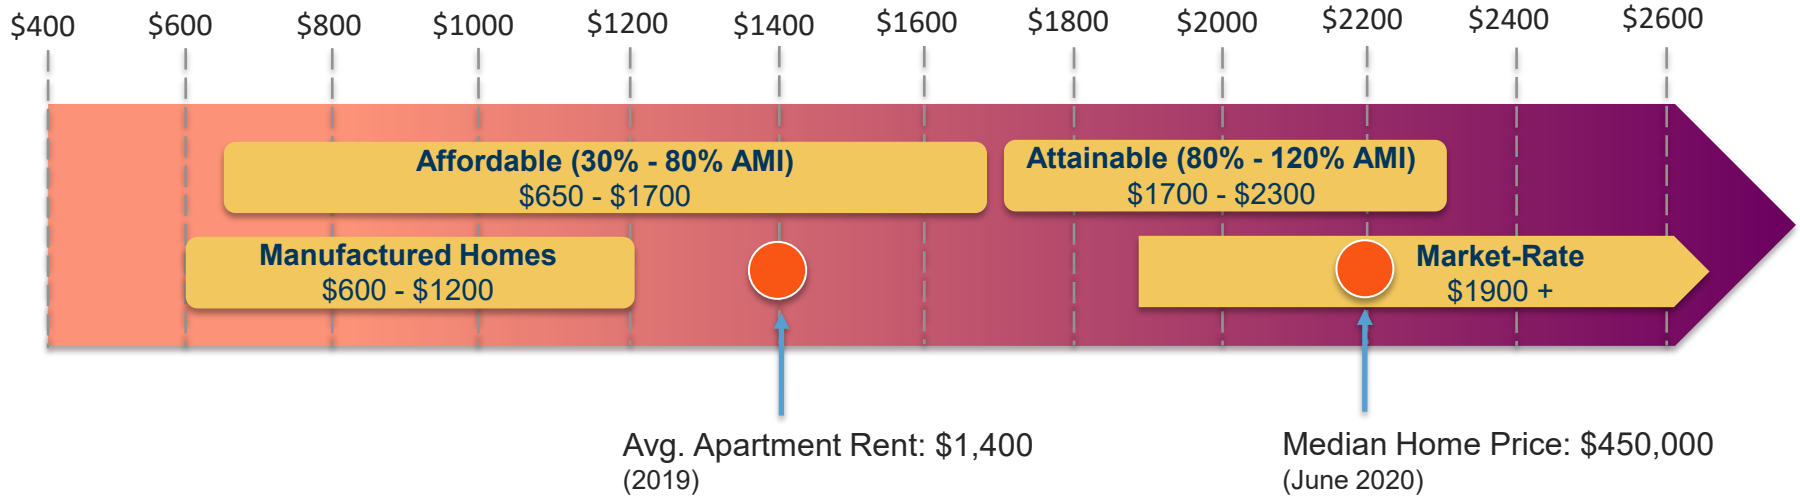 $400 $600 $800 $1000 $1200 $1400 $1600 $1800 $2000 $2200 $2400 $2600
Affordable (30% - 80% AMI)
$650 - $1700
Attainable (80% - 120% AMI)
$1700 - $2300
Manufactured Homes
$600 - $1200
Market-Rate
$1900 +
Avg. Apartment Rent: $1,400
(2019)
Median Home Price: $450,000
(June 2020)